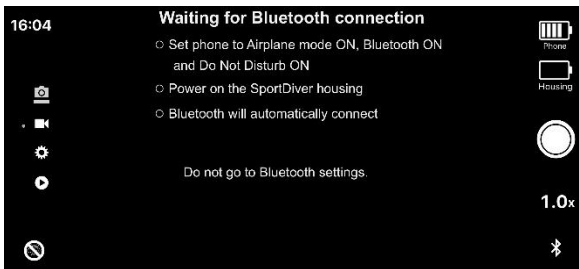 16:04
Waiting for Bluetooth connection
○ Set phone to Airplane mode ON, Bluetooth ON
and Do Not Disturb ON
○ Power on the SportDiver housing
○ Bluetooth will automatically connect
Do not go to Bluetooth settings.
Phone
Housing
1.0x